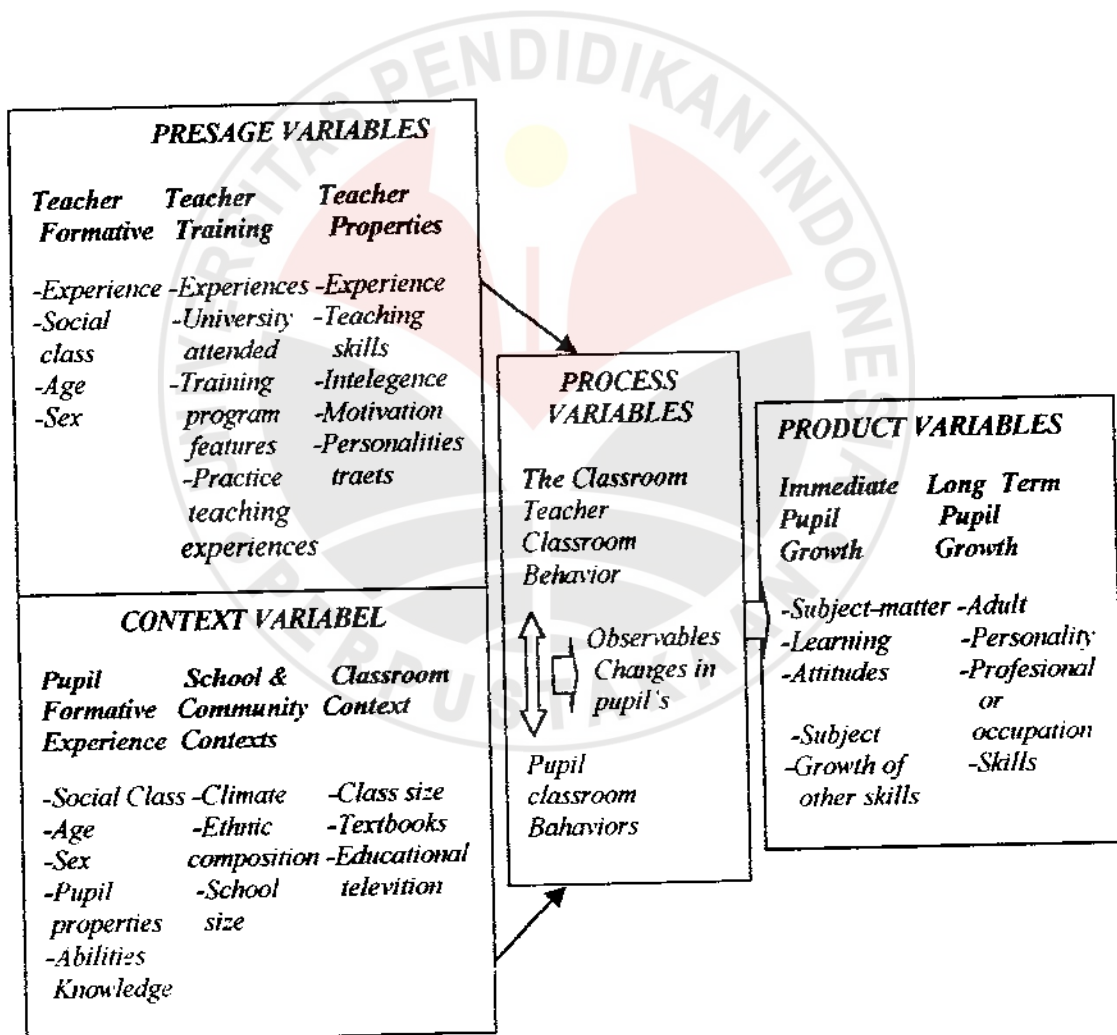 UNIVERSITAS PENDIDIKAN INDONESIA
PERPUSTAKAAN
PRESAGE VARIABLES
Teacher Formative
Teacher Training
Teacher Properties
-Experience
-Social
class
-Age
-Sex
-Experiences
-University
attended
-Training
program
features
-Practice
teaching
experiences
-Experience
-Teaching
skills
-Intelegence
-Motivation
-Personalities
traets
CONTEXT VARIABEL
Pupil
Formative
Experience
School &
Community
Contexts
Classroom
Context
-Social Class
-Age
-Sex
-Pupil
properties
-Abilities
Knowledge
-Climate
-Ethnic
composition
-School
size
-Class size
-Textbooks
-Educational
televition
PROCESS
VARIABLES
The Classroom
Teacher
Classroom
Behavior
Observables
Changes in
pupil's
Pupil
classroom
Bahaviors
PRODUCT VARIABLES
Immediate
Pupil
Growth
Long Term
Pupil
Growth
-Subject-matter
-Learning
-Attitudes
-Subject
-Growth of
other skills
-Adult
-Personality
-Profesional
or
occupation
-Skills